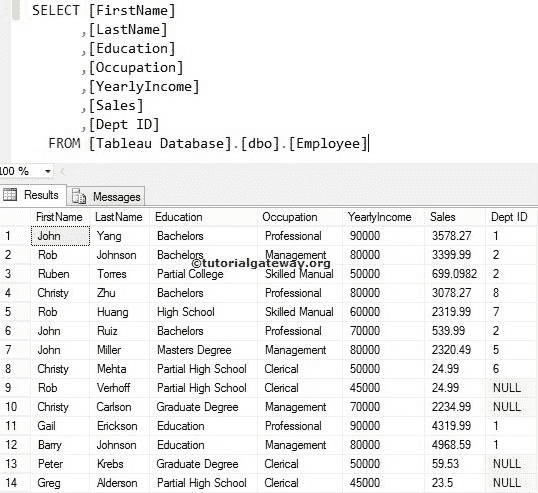 SELECT [FirstName]
,[LastName]
,[Education]
,[Occupation]
,[YearlyIncome]
,[Sales]
,[Dept ID]
FROM [Tableau Database].[dbo].[Employee]
©tutorialgateway.org
100 %
Results Messages
FirstName LastName Education Occupation YearlyIncome Sales Dept ID
1 John Yang Bachelors Professional 90000 3578.27 1
2 Rob Johnson Bachelors Management 80000 3399.99 2
©tutorialgateway.org
3 Ruben Torres Partial College Skilled Manual 50000 699.0982 2
4 Christy Zhu Bachelors Professional 80000 3078.27 8
5 Rob Huang High School Skilled Manual 60000 2319.99 7
6 John Ruiz Bachelors Professional 70000 539.99 2
7 John Miller Masters Degree Management 80000 2320.49 5
8 Christy Mehta Partial High School Clerical 50000 24.99 6
9 Rob Verhoff Partial High School Clerical 45000 24.99 NULL
10 Christy Carlson Graduate Degree Management 70000 2234.99 NULL
11 Gail Erickson Education Professional 90000 4319.99 1
12 Barry Johnson Education Management 80000 4968.59 1
13 Peter Krebs Graduate Degree Clerical 50000 59.53 NULL
14 Greg Alderson Partial High School Clerical 45000 23.5 NULL